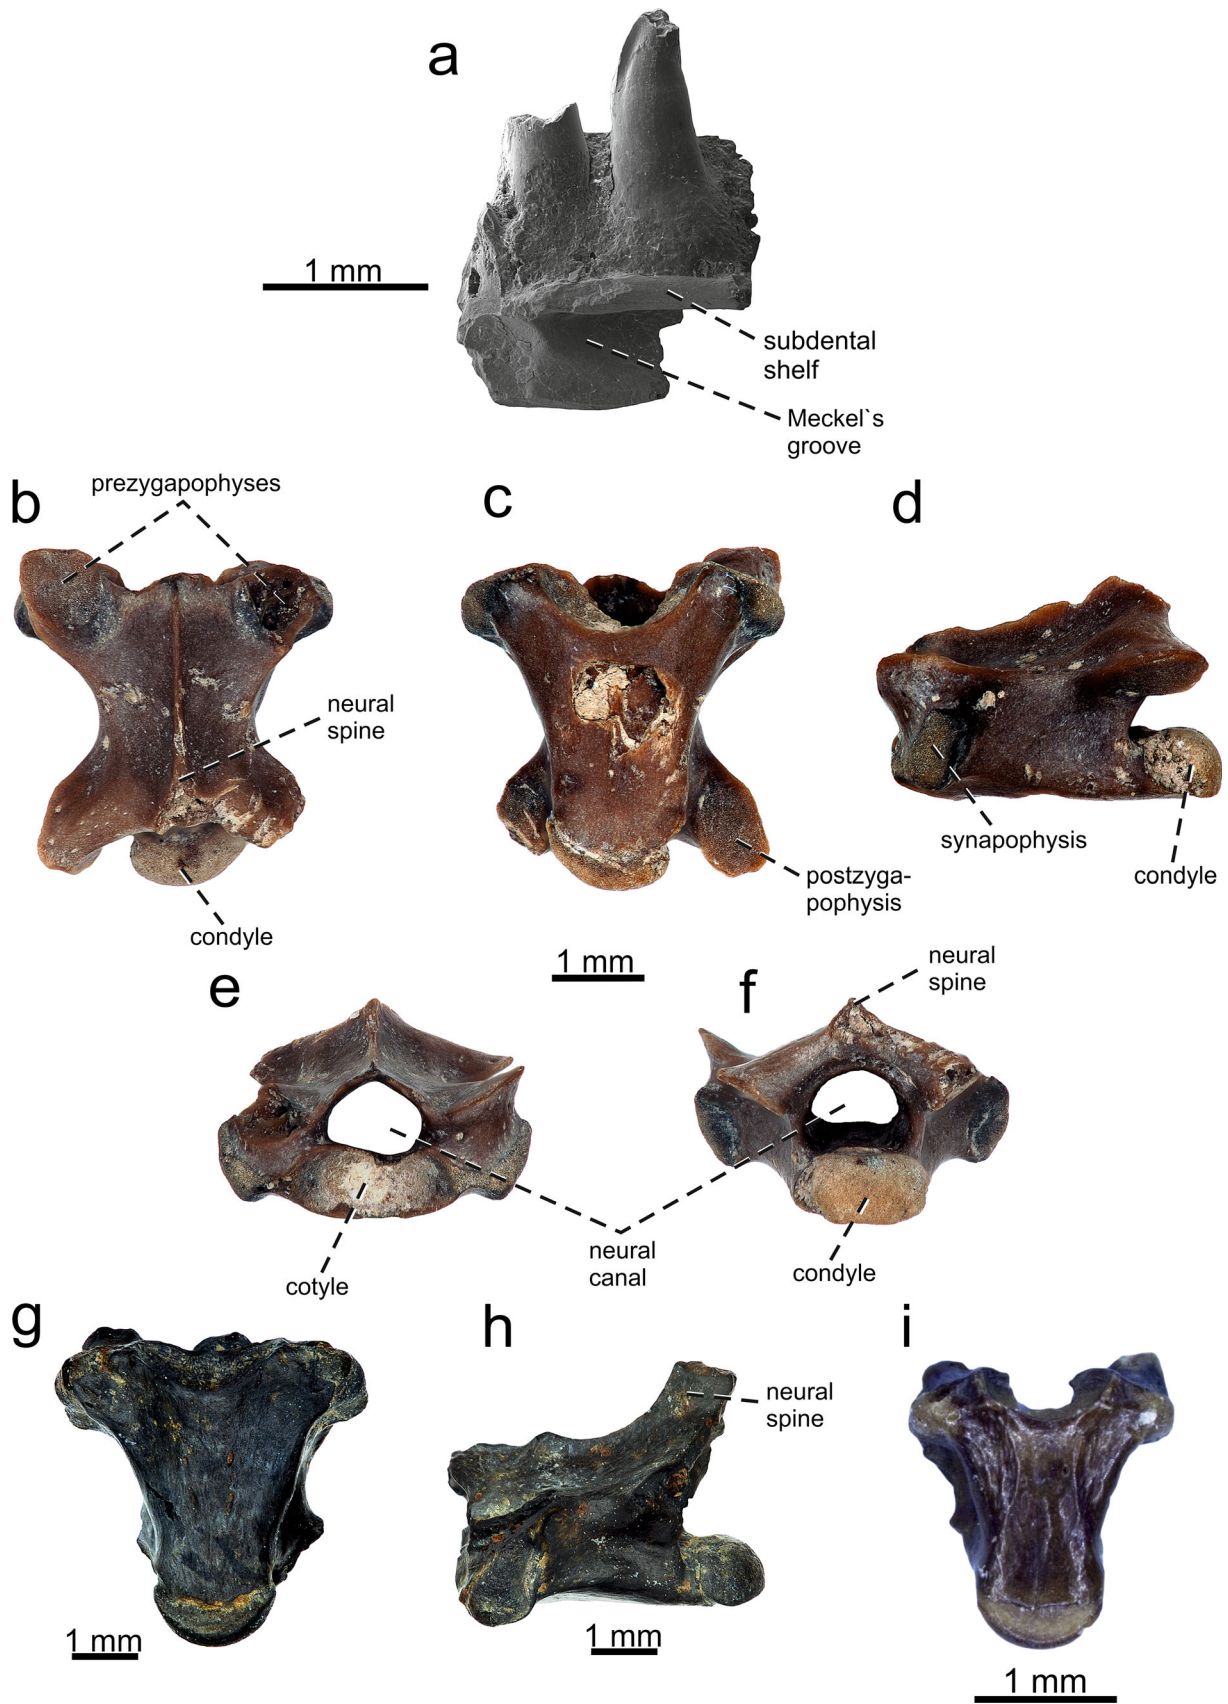 a
1 mm
subdental
shelf
Meckel`s
groove
prezygapophyses
b
c
d
neural
spine
synapophysis
condyle
postzyga-
pophysis
condyle
1 mm
neural
spine
e
f
neural
canal
condyle
cotyle
g
h
i
neural
spine
1 mm
1 mm
1 mm